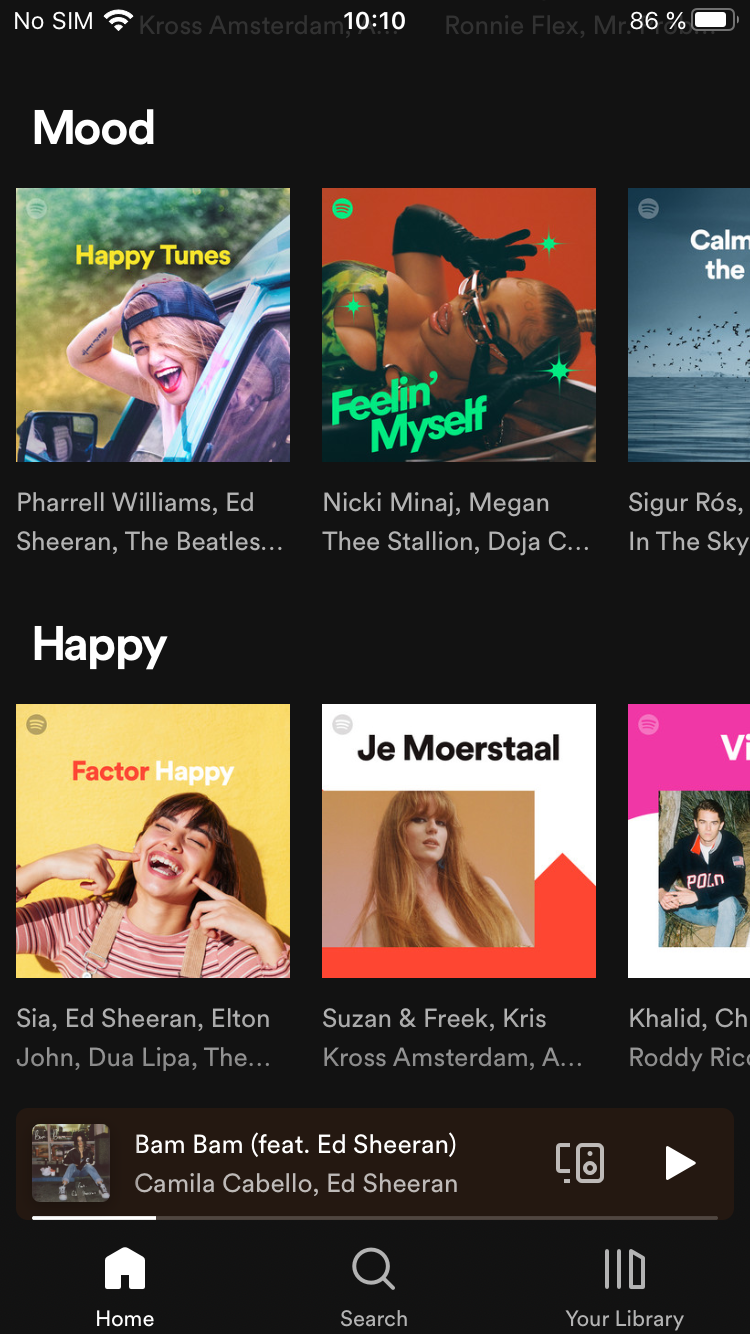 No SIM 10:10 86 %
Kross Amsterdam, A... Ronnie Flex, Mr. Prob...
Mood
Happy Tunes
Feelin'
Myself
Calm
the
Pharrell Williams, Ed
Sheeran, The Beatles...
Nicki Minaj, Megan
Thee Stallion, Doja C...
Sigur Rós,
In The Sky
Happy
Factor Happy
Je Moerstaal
Vi
POLO
Sia, Ed Sheeran, Elton
John, Dua Lipa, The...
Suzan & Freek, Kris
Kross Amsterdam, A...
Khalid, Ch
Roddy Ric
Bam Bam (feat. Ed Sheeran)
Camila Cabello, Ed Sheeran
Home
Search
Your Library